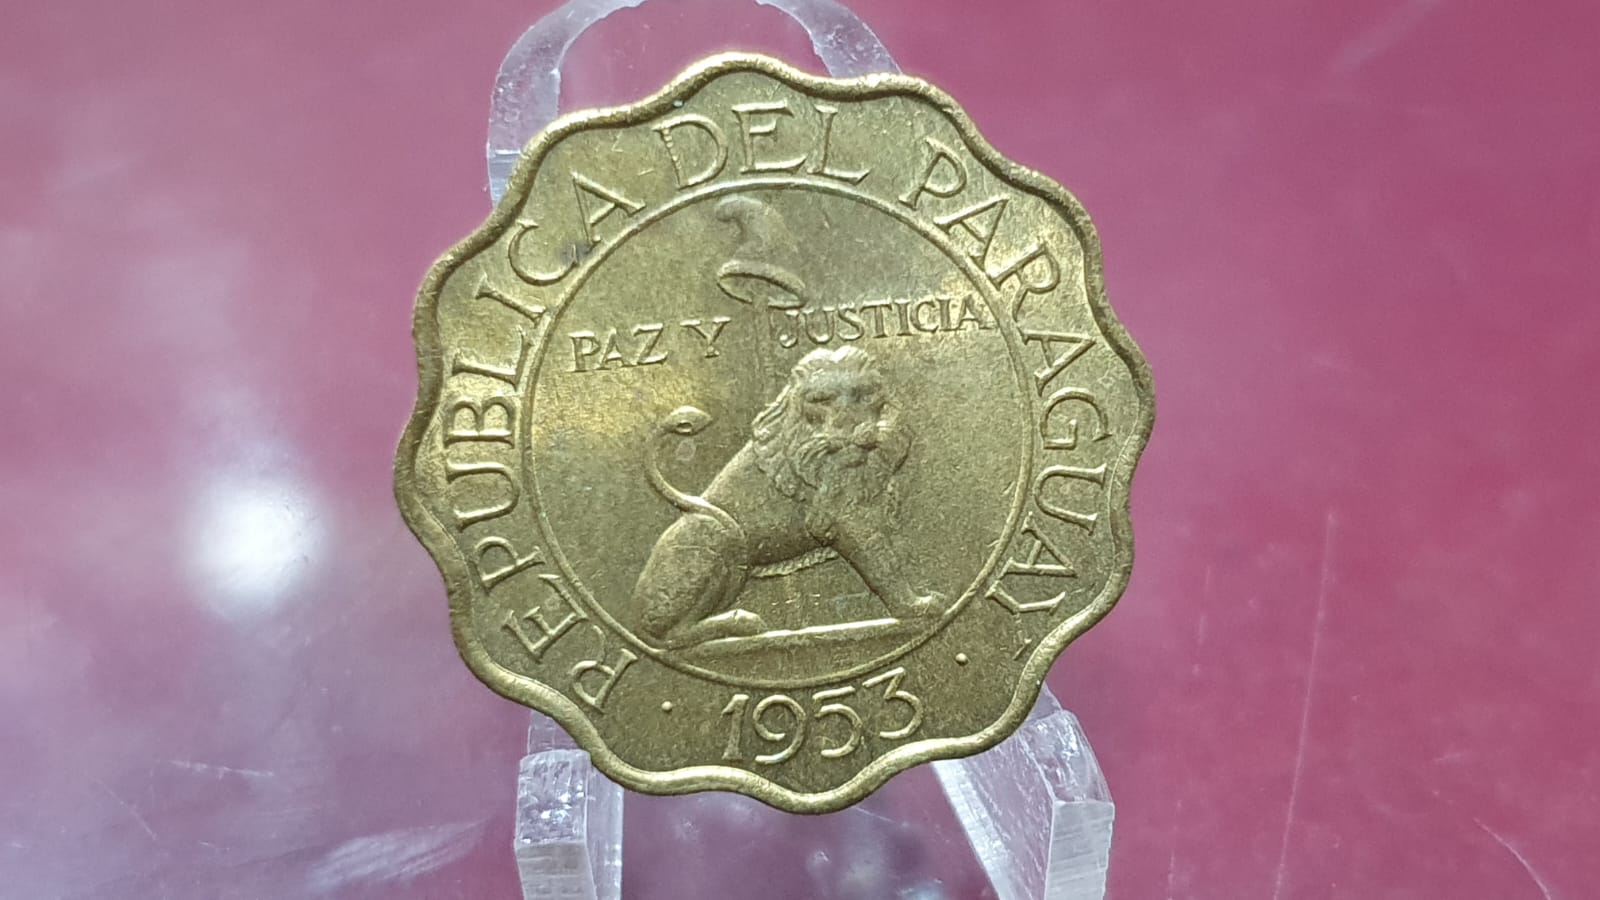 REPUBLICA DEL PARAGUAY
PAZ Y JUSTICIA
· 1953 ·